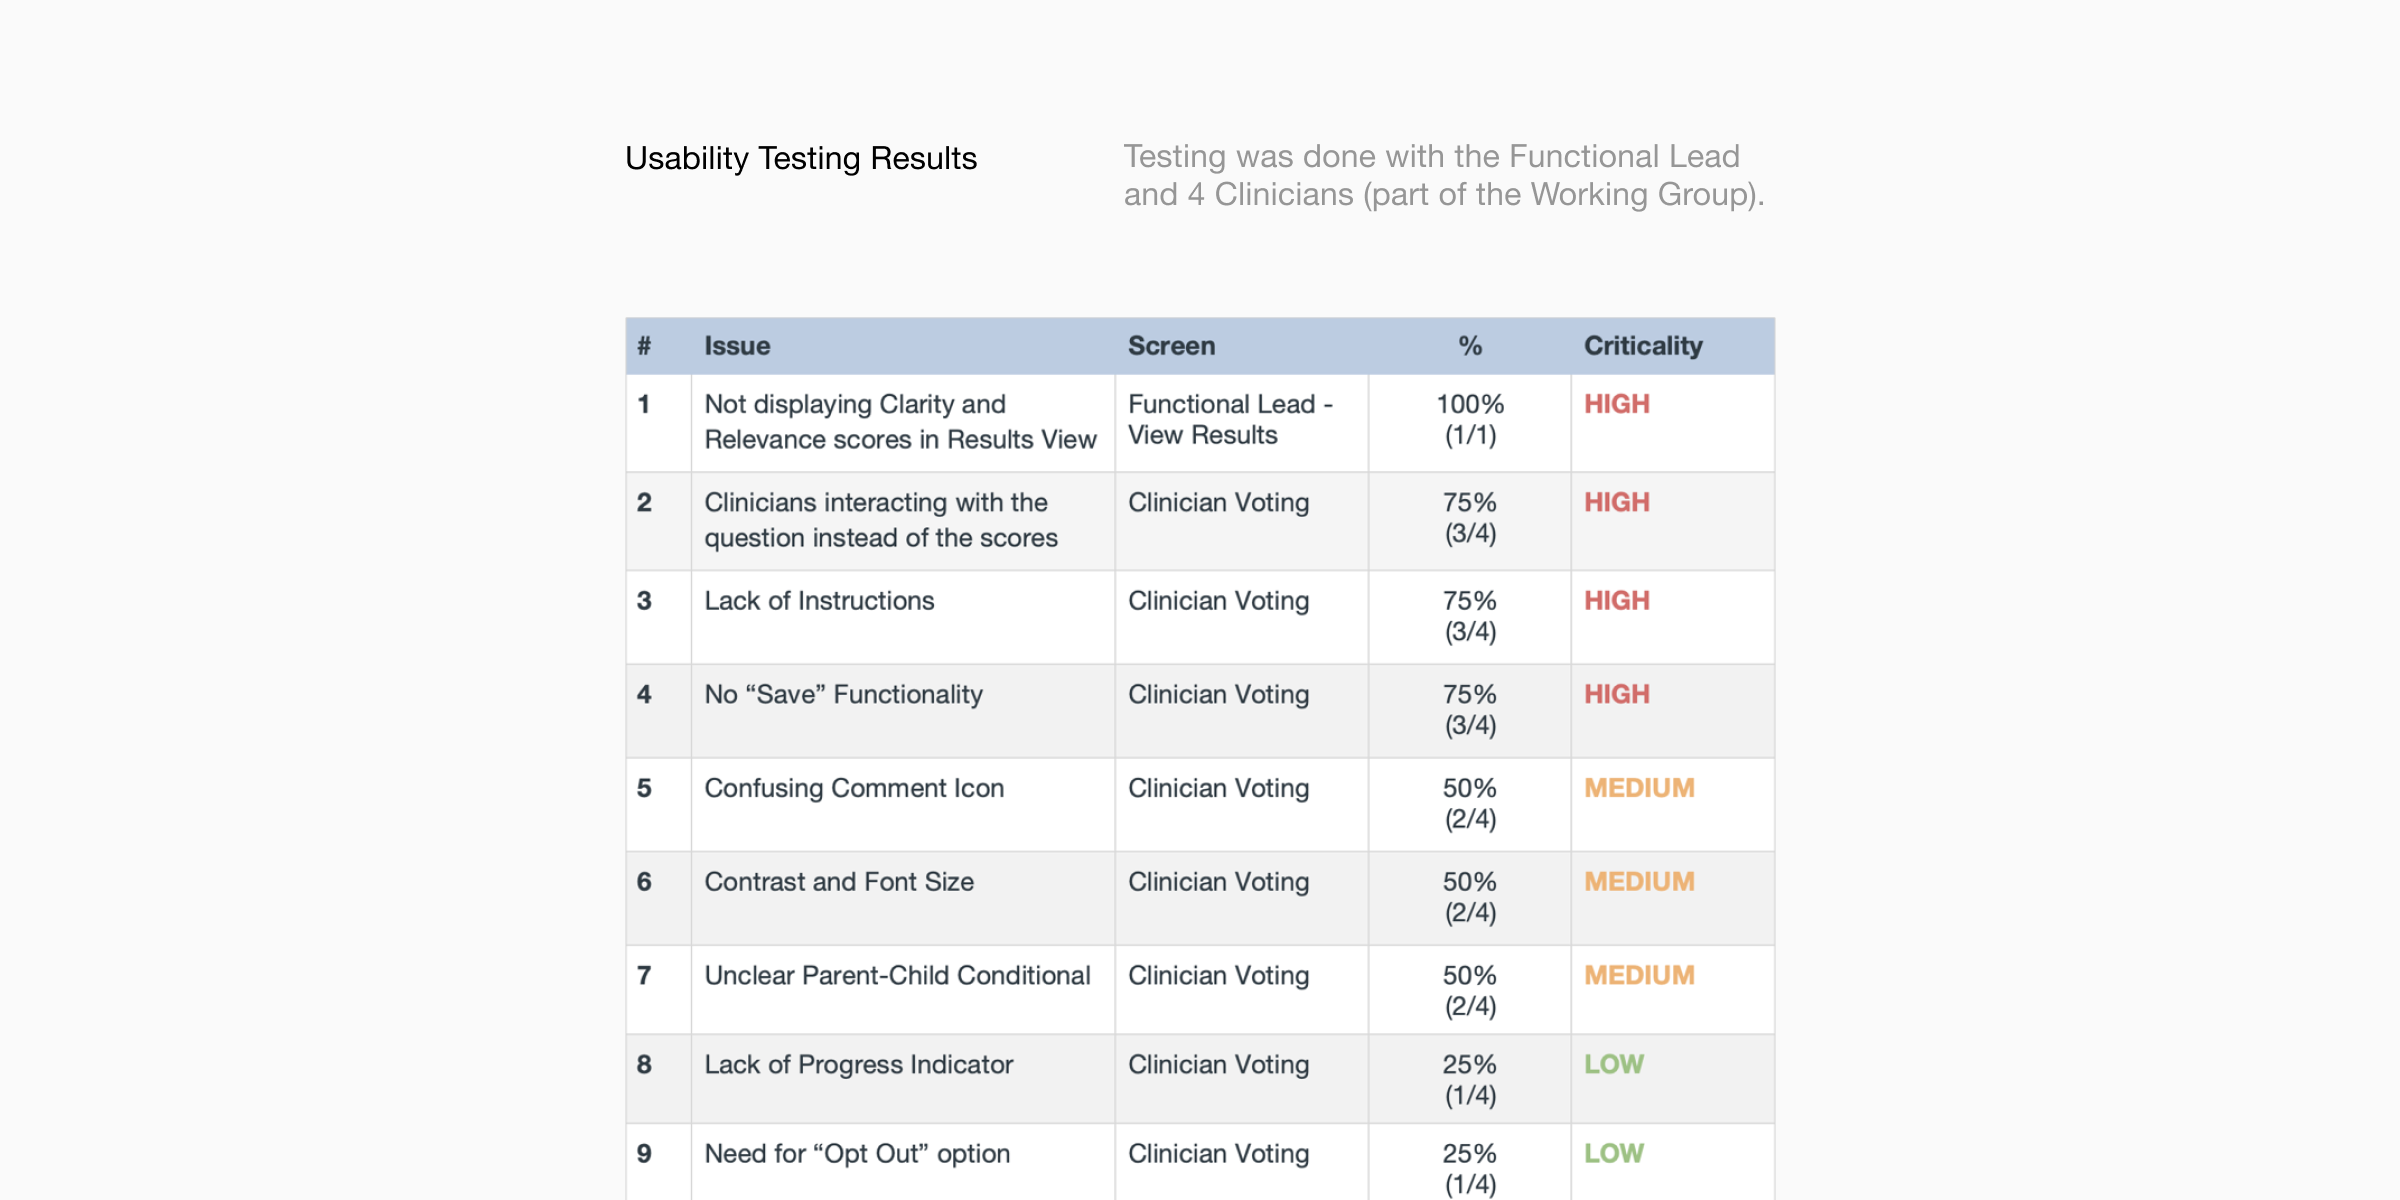 Usability Testing Results
Testing was done with the Functional Lead
and 4 Clinicians (part of the Working Group).
# Issue Screen % Criticality
1 Not displaying Clarity and Functional Lead - 100% HIGH
Relevance scores in Results View View Results (1/1)
2 Clinicians interacting with the Clinician Voting 75% HIGH
question instead of the scores (3/4)
3 Lack of Instructions Clinician Voting 75% HIGH
(3/4)
4 No “Save” Functionality Clinician Voting 75% HIGH
(3/4)
5 Confusing Comment Icon Clinician Voting 50% MEDIUM
(2/4)
6 Contrast and Font Size Clinician Voting 50% MEDIUM
(2/4)
7 Unclear Parent-Child Conditional Clinician Voting 50% MEDIUM
(2/4)
8 Lack of Progress Indicator Clinician Voting 25% LOW
(1/4)
9 Need for “Opt Out” option Clinician Voting 25% LOW
(1/4)